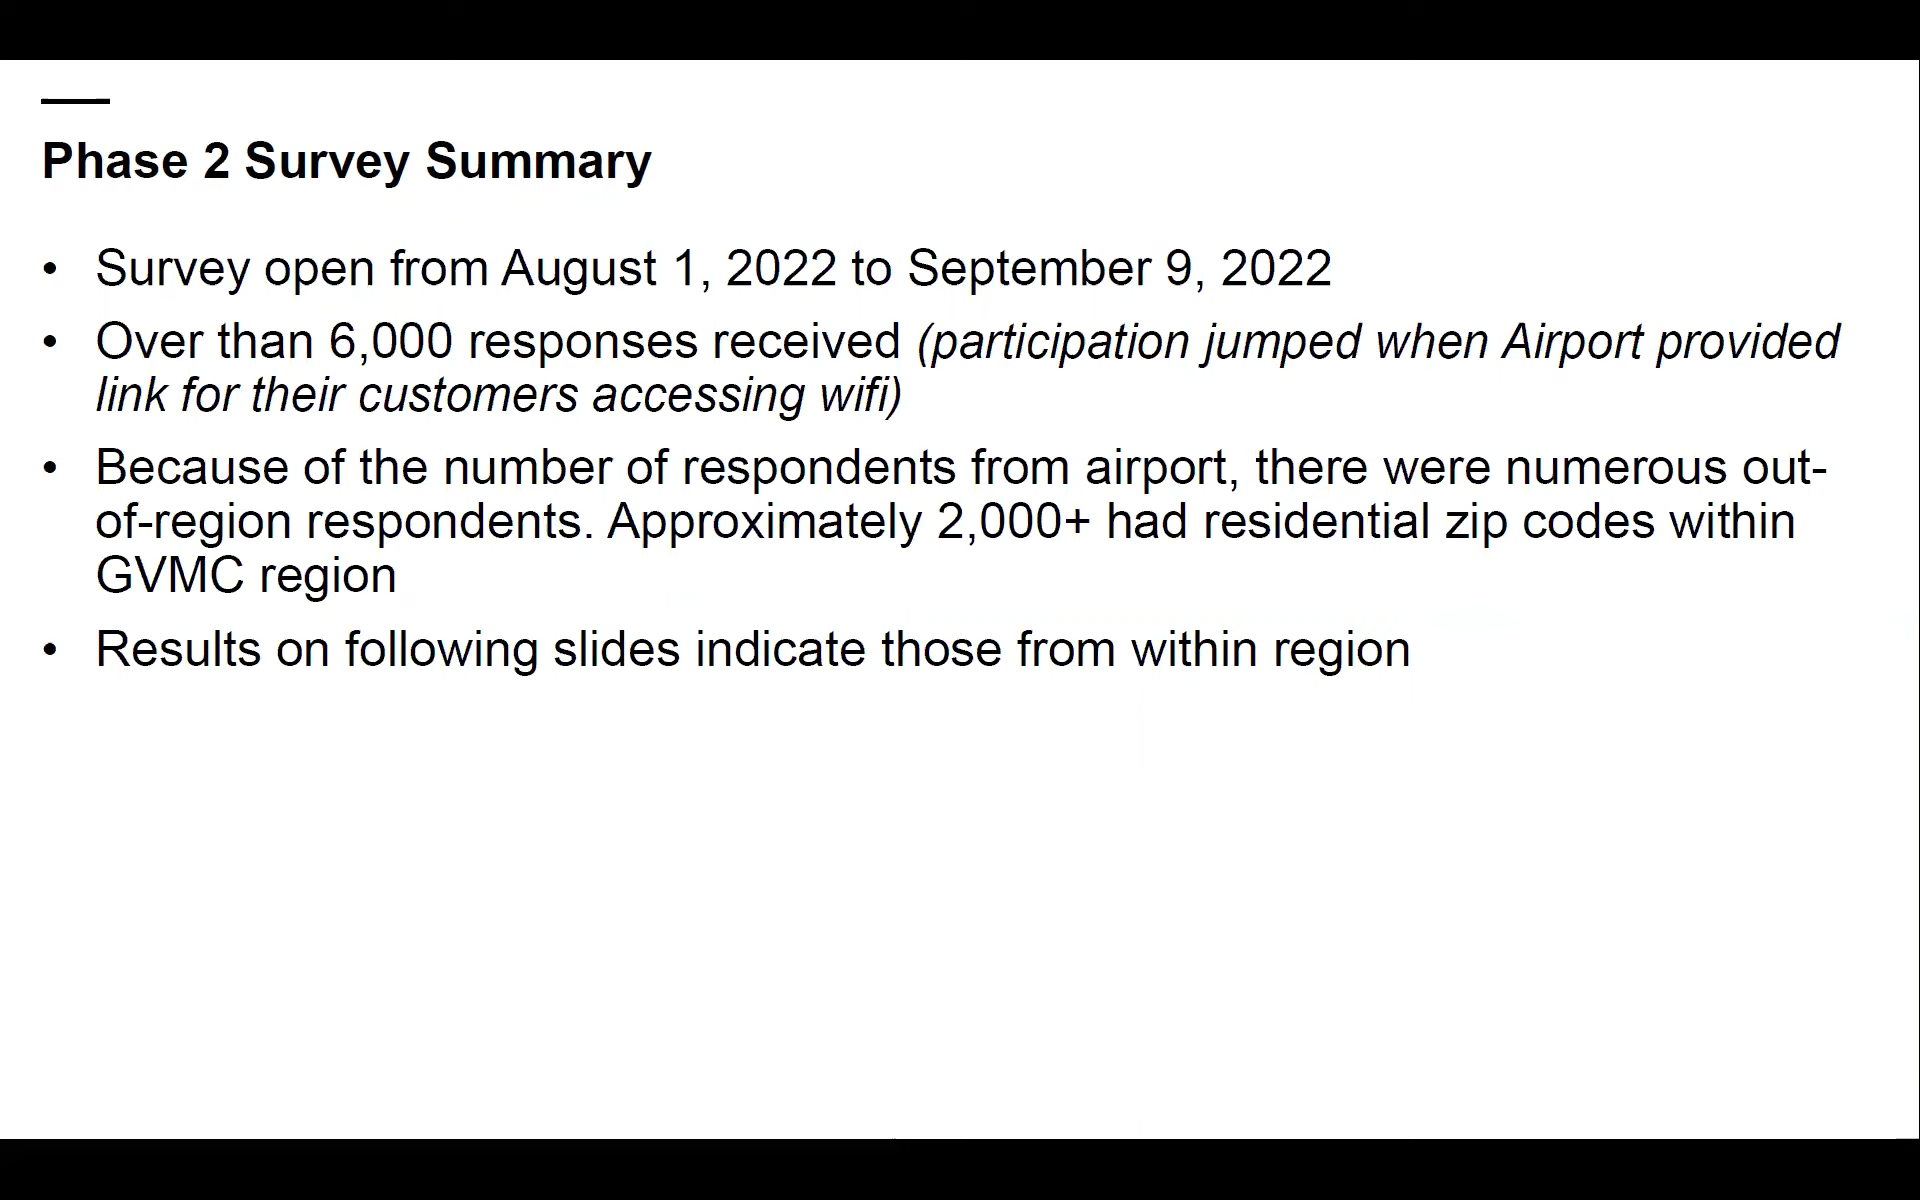 Phase 2 Survey Summary
• Survey open from August 1, 2022 to September 9, 2022
• Over than 6,000 responses received (participation jumped when Airport provided
link for their customers accessing wifi)
• Because of the number of respondents from airport, there were numerous out-
of-region respondents. Approximately 2,000+ had residential zip codes within
GVMC region
• Results on following slides indicate those from within region